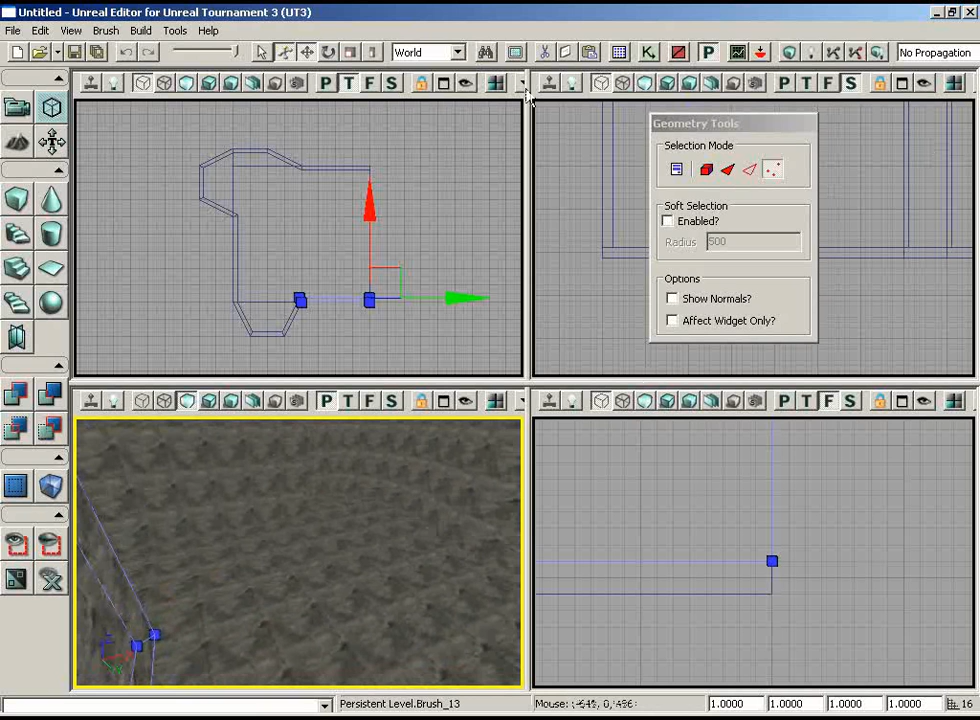 Untitled - Unreal Editor for Unreal Tournament 3 (UT3)
File Edit View Brush Build Tools Help
World
K
P
No Propagation
P T F S
P T F S
Geometry Tools
Selection Mode
Soft Selection
Enabled?
Radius 500
Options
Show Normals?
Affect Widget Only?
P T F S
P T F S
Persistent Level.Brush_13
1.0000 1.0000 1.0000 1.0000 16